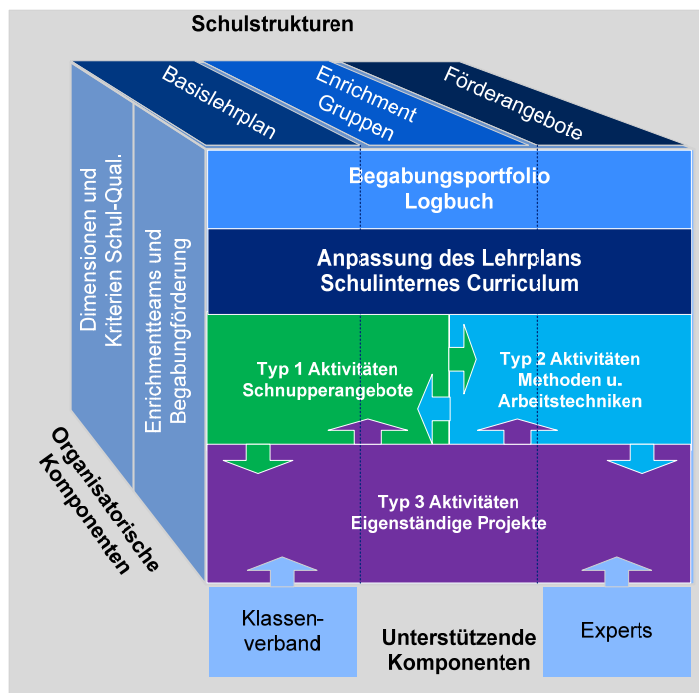 Schulstrukturen
Basislehrplan
Enrichment
Gruppen
Förderangebote
Dimensionen und
Kriterien Schul-Qual.
Enrichmentteams und
Begabungförderung
Organisatorische
Komponenten
Begabungsportfolio
Logbuch
Anpassung des Lehrplans
Schulinternes Curriculum
Typ 1 Aktivitäten
Schnupperangebote
Typ 2 Aktivitäten
Methoden u.
Arbeitstechniken
Typ 3 Aktivitäten
Eigenständige Projekte
Klassen-
verband
Unterstützende
Komponenten
Experts